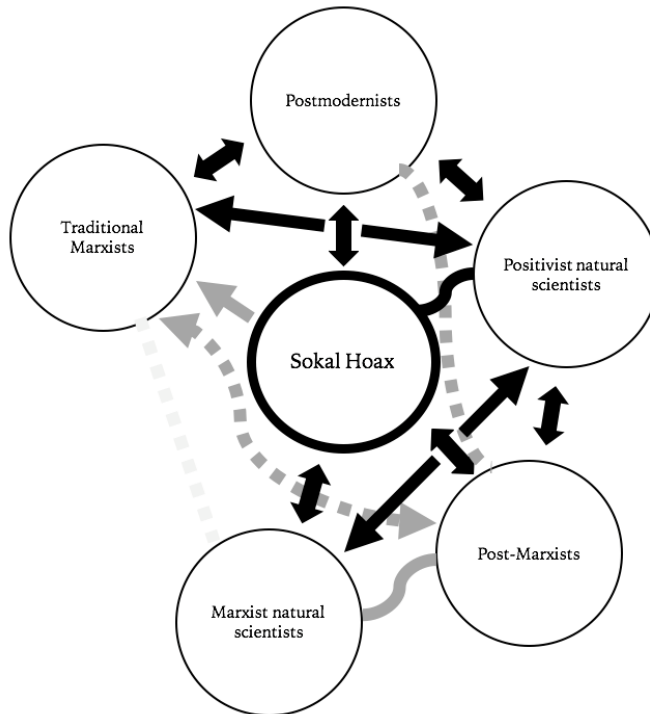 Postmodernists
Traditional
Marxists
Positivist natural
scientists
Sokal Hoax
Post-Marxists
Marxist natural
scientists